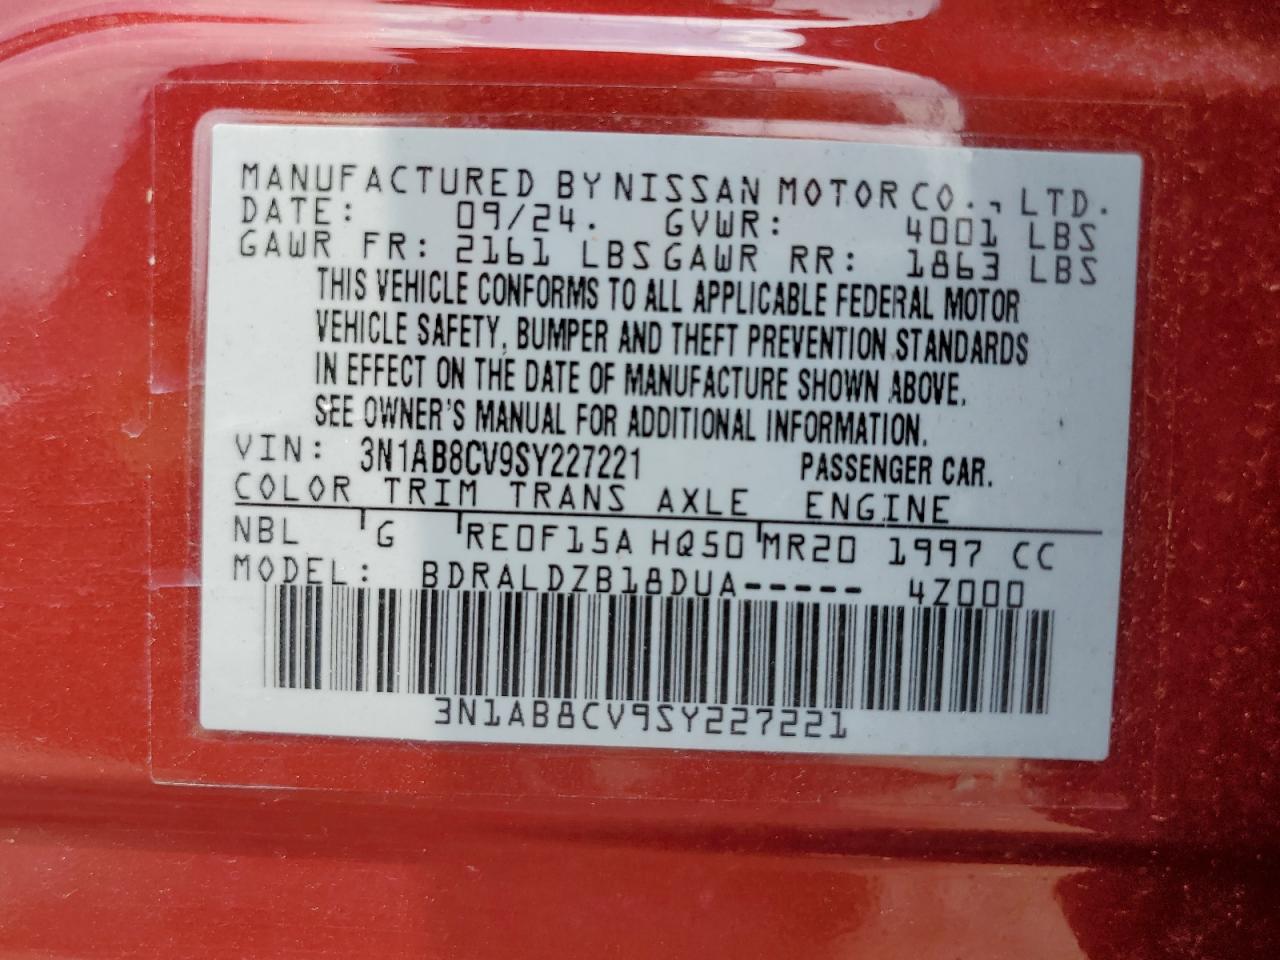 MANUFACTURED BY NISSAN MOTOR CO., LTD.
DATE: 09/24. GVWR: 4001 LBS
GAWR FR: 2161 LBS GAWR RR: 1863 LBS
THIS VEHICLE CONFORMS TO ALL APPLICABLE FEDERAL MOTOR
VEHICLE SAFETY, BUMPER AND THEFT PREVENTION STANDARDS
IN EFFECT ON THE DATE OF MANUFACTURE SHOWN ABOVE.
SEE OWNER'S MANUAL FOR ADDITIONAL INFORMATION.
VIN: 3N1AB8CV9SY227221 PASSENGER CAR.
COLOR TRIM TRANS AXLE ENGINE
NBL G RE0F15A HQ50 MR20 1997 CC
MODEL: BDRALDZB18DUA----- 4Z000
3N1AB8CV9SY227221